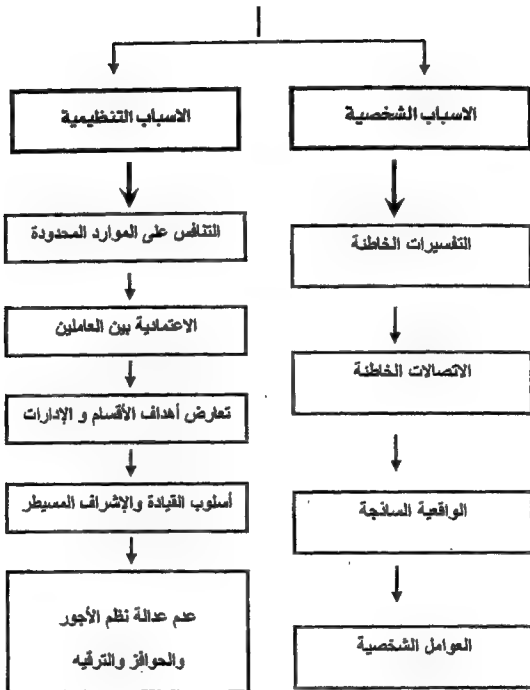 الاسباب الشخصية
التفسيرات الخاطئة
الاتصالات الخاطئة
الواقعية الساذجة
العوامل الشخصية
الاسباب التنظيمية
التنافس على الموارد المحدودة
الاعتمادية بين العاملين
تعارض أهداف الأقسام و الإدارات
أسلوب القيادة والإشراف المسيطر
عدم عدالة نظم الأجور
والحوافز والترقيه